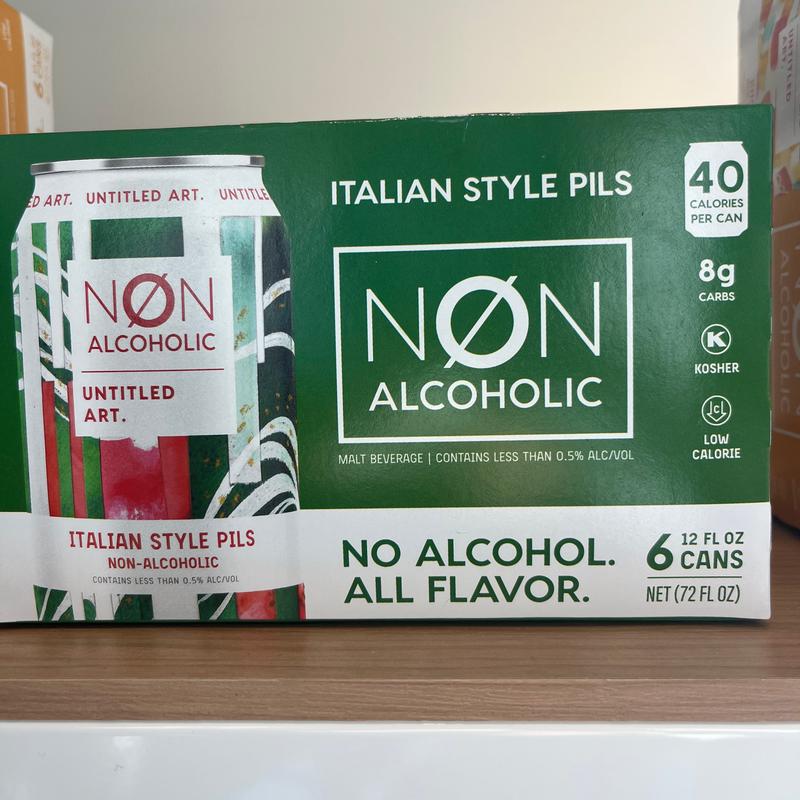 ED ART. UNTITLED ART. UNTITLE
NØN
ALCOHOLIC
UNTITLED
ART.
ITALIAN STYLE PILS
NON-ALCOHOLIC
CONTAINS LESS THAN 0.5% ALC/VOL
ITALIAN STYLE PILS
NØN
ALCOHOLIC
MALT BEVERAGE | CONTAINS LESS THAN 0.5% ALC/VOL
NO ALCOHOL.
ALL FLAVOR.
40
CALORIES
PER CAN
8g
CARBS
K
KOSHER
LOW
CALORIE
6 12 FL OZ
CANS
NET (72 FL OZ)
UNTITLED
ART.
ALCOHOLIC